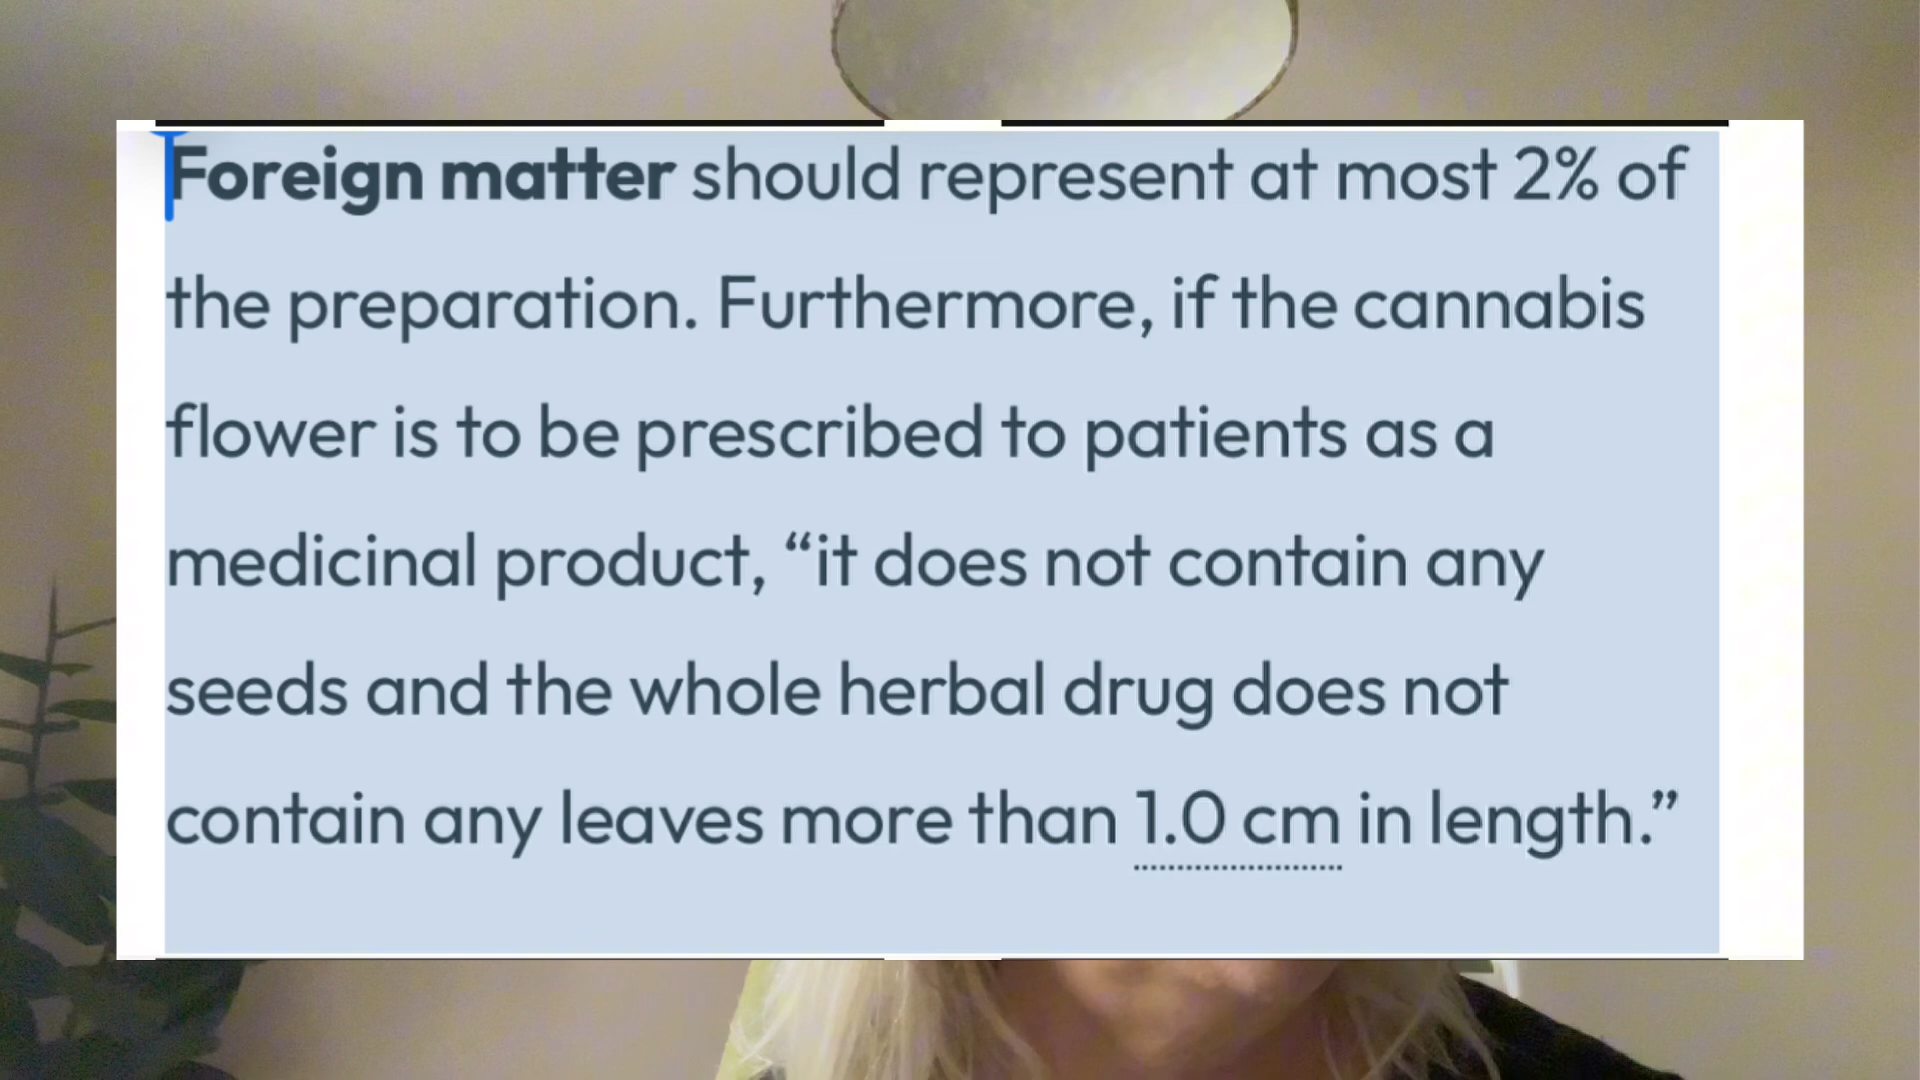 Foreign matter should represent at most 2% of
the preparation. Furthermore, if the cannabis
flower is to be prescribed to patients as a
medicinal product, “it does not contain any
seeds and the whole herbal drug does not
contain any leaves more than 1.0 cm in length.”